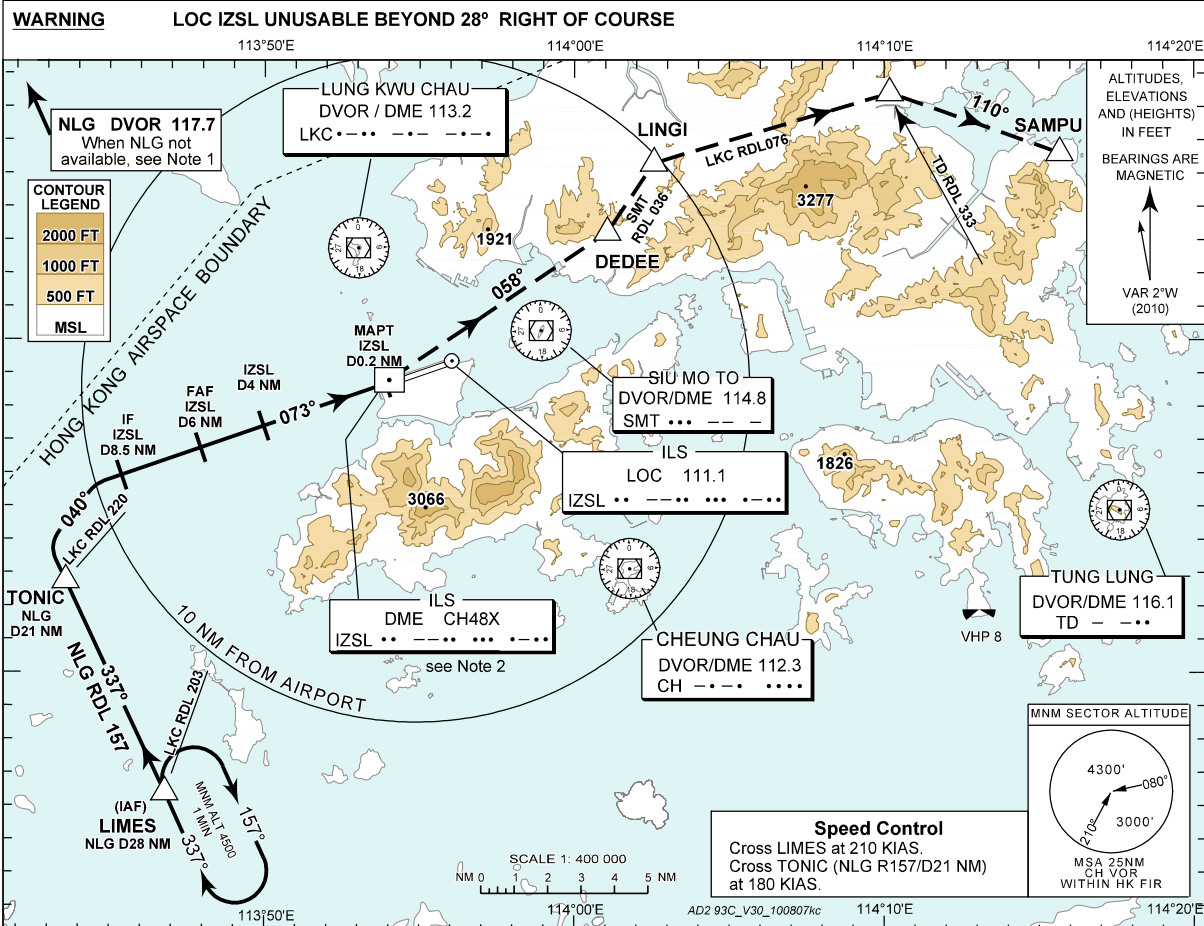 WARNING LOC IZSL UNUSABLE BEYOND 28º RIGHT OF COURSE
113°50'E 114°00'E 114°10'E 114°20'E
NLG DVOR 117.7
When NLG not
available, see Note 1
CONTOUR
LEGEND
2000 FT
1000 FT
500 FT
MSL
HONG KONG AIRSPACE BOUNDARY
LUNG KWU CHAU
DVOR / DME 113.2
LKC
LINGI
LKC RDL076
110°
SAMPU
TD RDL 333
ALTITUDES,
ELEVATIONS
AND (HEIGHTS)
IN FEET
BEARINGS ARE
MAGNETIC
VAR 2°W
(2010)
3277
1921
SMT
RDL 036
DEDEE
058°
MAPT
IZSL
D0.2 NM
IZSL
D4 NM
FAF
IZSL
D6 NM
IF
IZSL
D8.5 NM
073°
040°
LKC RDL 220
SIU MO TO
DVOR/DME 114.8
SMT
ILS
LOC 111.1
IZSL
1826
3066
TONIC
NLG
D21 NM
ILS
DME CH48X
IZSL
see Note 2
CHEUNG CHAU
DVOR/DME 112.3
CH
TUNG LUNG
DVOR/DME 116.1
TD
VHP 8
10 NM FROM AIRPORT
337°
NLG RDL 157
LKC RDL 203
(IAF)
LIMES
NLG D28 NM
MNM ALT 4500
1 MIN
157°
337°
SCALE 1: 400 000
NM 0 1 2 3 4 5 NM
Speed Control
Cross LIMES at 210 KIAS.
Cross TONIC (NLG R157/D21 NM)
at 180 KIAS.
MNM SECTOR ALTITUDE
4300'
080°
3000'
210°
MSA 25NM
CH VOR
WITHIN HK FIR
AD2 93C_V30_100807kc
113°50'E 114°00'E 114°10'E 114°20'E